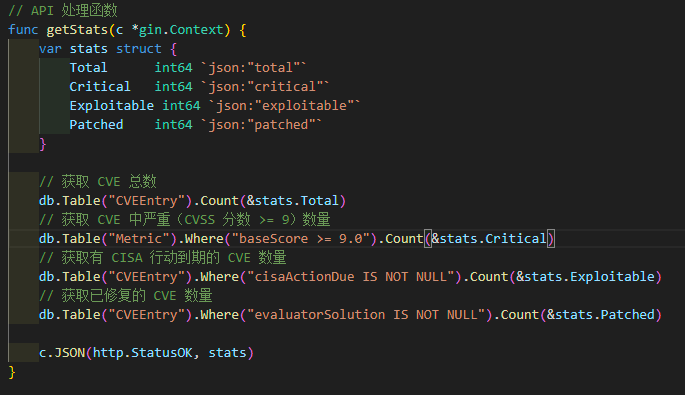 // API 处理函数
func getStats(c *gin.Context) {
    var stats struct {
        Total       int64 `json:"total"`
        Critical    int64 `json:"critical"`
        Exploitable int64 `json:"exploitable"`
        Patched     int64 `json:"patched"`
    }
    // 获取 CVE 总数
    db.Table("CVEEntry").Count(&stats.Total)
    // 获取 CVE 中严重（CVSS 分数 >= 9）数量
    db.Table("Metric").Where("baseScore >= 9.0").Count(&stats.Critical)
    // 获取有 CISA 行动到期的 CVE 数量
    db.Table("CVEEntry").Where("cisaActionDue IS NOT NULL").Count(&stats.Exploitable)
    // 获取已修复的 CVE 数量
    db.Table("CVEEntry").Where("evaluatorSolution IS NOT NULL").Count(&stats.Patched)
    c.JSON(http.StatusOK, stats)
}